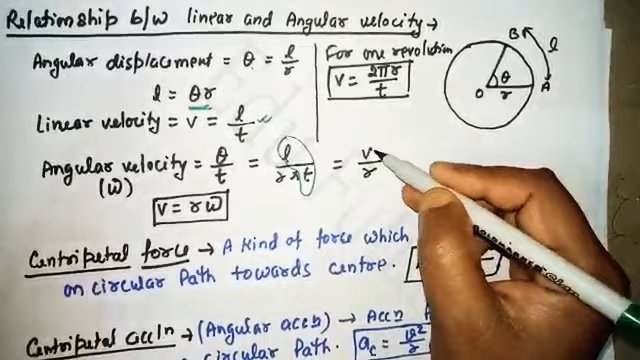 Relationship b/w linear and Angular velocity →
Angular displacement = θ = l/r
l = θr
Linear velocity = v = l/t
Angular velocity = θ/t = l/r×t = v/r
(ω)
v = rω
For one revolution
v = 2πr/t
B
l
θ
O
r
A
Centripetal force → A kind of force which
on circular Path towards centre.
Centripetal accln → (Angular accln) → Accn
circular Path. ac = v²/r